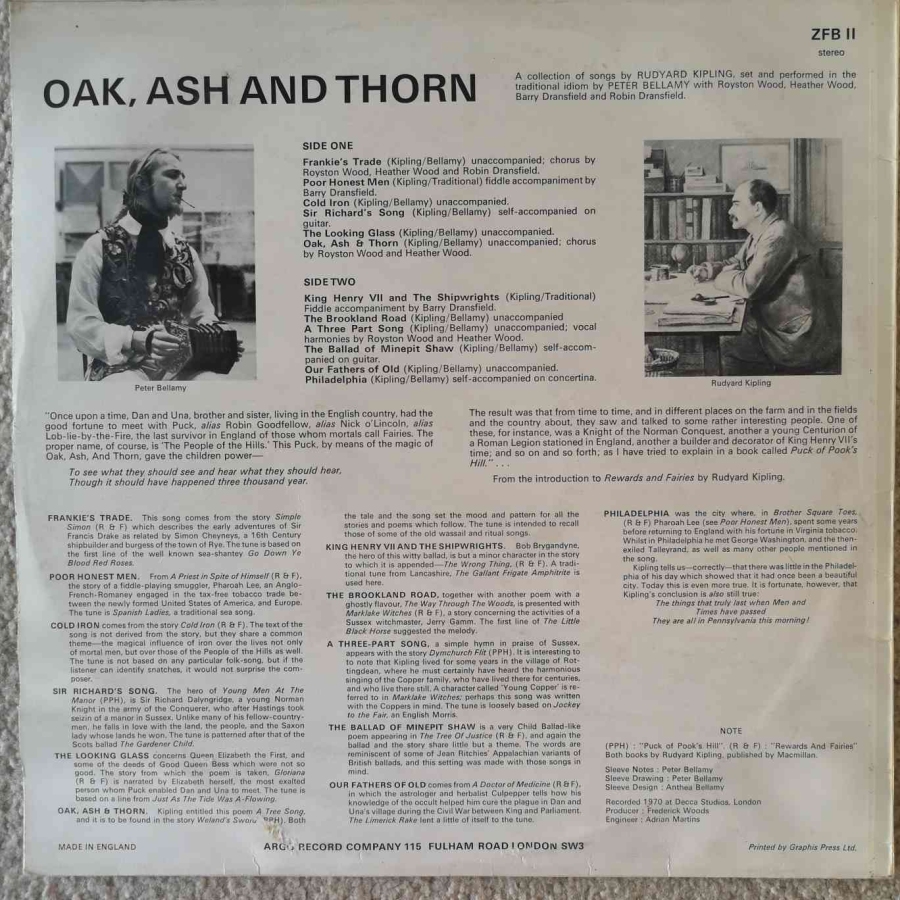 ZFB II
stereo
OAK, ASH AND THORN
A collection of songs by RUDYARD KIPLING, set and performed in the
traditional idiom by PETER BELLAMY with Royston Wood, Heather Wood,
Barry Dransfield and Robin Dransfield.
SIDE ONE
Frankie's Trade (Kipling/Bellamy) unaccompanied; chorus by
Royston Wood, Heather Wood and Robin Dransfield.
Poor Honest Men (Kipling/Traditional) fiddle accompaniment by
Barry Dransfield.
Cold Iron (Kipling/Bellamy) unaccompanied.
Sir Richard's Song (Kipling/Bellamy) self-accompanied on
guitar.
The Looking Glass (Kipling/Bellamy) unaccompanied.
Oak, Ash & Thorn (Kipling/Bellamy) unaccompanied; chorus
by Royston Wood and Heather Wood.
SIDE TWO
King Henry VII and The Shipwrights (Kipling/Traditional)
Fiddle accompaniment by Barry Dransfield.
The Brookland Road (Kipling/Bellamy) unaccompanied
A Three Part Song (Kipling/Bellamy) unaccompanied; vocal
harmonies by Royston Wood and Heather Wood.
The Ballad of Minepit Shaw (Kipling/Bellamy) self-accom-
panied on guitar.
Our Fathers of Old (Kipling/Bellamy) unaccompanied.
Philadelphia (Kipling/Bellamy) self-accompanied on concertina.
Peter Bellamy
Rudyard Kipling
"Once upon a time, Dan and Una, brother and sister, living in the English country, had the
good fortune to meet with Puck, alias Robin Goodfellow, alias Nick o'Lincoln, alias
Lob-lie-by-the-Fire, the last survivor in England of those whom mortals call Fairies. The
proper name, of course, is 'The People of the Hills.' This Puck, by means of the magic of
Oak, Ash, And Thorn, gave the children power—
To see what they should see and hear what they should hear,
Though it should have happened three thousand year.
The result was that from time to time, and in different places on the farm and in the fields
and the country about, they saw and talked to some rather interesting people. One of
these, for instance, was a Knight of the Norman Conquest, another a young Centurion of
a Roman Legion stationed in England, another a builder and decorator of King Henry VII's
time; and so on and so forth; as I have tried to explain in a book called Puck of Pook's
Hill." . . .
From the introduction to Rewards and Fairies by Rudyard Kipling.
FRANKIE'S TRADE. This song comes from the story Simple
Simon (R & F) which describes the early adventures of Sir
Francis Drake as related by Simon Cheyneys, a 16th Century
shipbuilder and burgess of the town of Rye. The tune is based on
the first line of the well known sea-shantey Go Down Ye
Blood Red Roses.
POOR HONEST MEN. From A Priest in Spite of Himself (R & F),
the story of a fiddle-playing smuggler, Pharoah Lee, an Anglo-
French-Romaney engaged in the tax-free tobacco trade be-
tween the newly formed United States of America, and Europe.
The tune is Spanish Ladies, a traditional sea song.
COLD IRON comes from the story Cold Iron (R & F). The text of the
song is not derived from the story, but they share a common
theme—the magical influence of iron over the lives not only
of mortal men, but over those of the People of the Hills as well.
The tune is not based on any particular folk-song, but if the
listener can identify snatches, it would not surprise the com-
poser.
SIR RICHARD'S SONG. The hero of Young Men At The
Manor (PPH), is Sir Richard Dalyngridge, a young Norman
Knight in the army of the Conquerer, who after Hastings took
seizin of a manor in Sussex. Unlike many of his fellow-country-
men, he falls in love with the land, the people, and the Saxon
lady whose lands he won. The tune is patterned after that of the
Scots ballad The Gardener Child.
THE LOOKING GLASS concerns Queen Elizabeth the First, and
some of the deeds of Good Queen Bess which were not so
good. The story from which the poem is taken, Gloriana
(R & F) is narrated by Elizabeth herself, the most exalted
person whom Puck enabled Dan and Una to meet. The tune is
based on a line from Just As The Tide Was A-Flowing.
OAK, ASH & THORN. Kipling entitled this poem A Tree Song,
and it is to be found in the story Weland's Sword PPH). Both
the tale and the song set the mood and pattern for all the
stories and poems which follow. The tune is intended to recall
those of some of the old wassail and ritual songs.
KING HENRY VII AND THE SHIPWRIGHTS. Bob Brygandyne,
the hero of this witty ballad, is but a minor character in the story
to which it is appended—The Wrong Thing, (R & F). A tradi-
tional tune from Lancashire, The Gallant Frigate Amphitrite is
used here.
THE BROOKLAND ROAD, together with another poem with a
ghostly flavour, The Way Through The Woods, is presented with
Marklake Witches (R & F), a story concerning the activities of a
Sussex witchmaster, Jerry Gamm. The first line of The Little
Black Horse suggested the melody.
A THREE-PART SONG, a simple hymn in praise of Sussex,
appears with the story Dymchurch Flit (PPH). It is interesting to
to note that Kipling lived for some years in the village of Rot-
tingdean, where he must certainly have heard the harmonious
singing of the Copper family, who have lived there for centuries,
and who live there still. A character called 'Young Copper' is re-
ferred to in Marklake Witches; perhaps this song was written
with the Coppers in mind. The tune is loosely based on Jockey
to the Fair, an English Morris.
THE BALLAD OF MINEPIT SHAW is a very Child Ballad-like
poem appearing in The Tree Of Justice (R & F), and again the
ballad and the story share little but a theme. The words are
reminiscent of some of Jean Ritchies' Appalachian variants of
British ballads, and this setting was made with those songs in
mind.
OUR FATHERS OF OLD comes from A Doctor of Medicine (R & F),
in which the astrologer and herbalist Culpepper tells how his
knowledge of the occult helped him cure the plague in Dan and
Una's village during the Civil War between King and Parliament.
The Limerick Rake lent a little of itself to the tune.
PHILADELPHIA was the city where, in Brother Square Toes,
(R & F) Pharoah Lee (see Poor Honest Men), spent some years
before returning to England with his fortune in Virginia tobacco.
Whilst in Philadelphia he met George Washington, and the then-
exiled Talleyrand, as well as many other people mentioned in
the song.
Kipling tells us—correctly—that there was little in the Philadel-
phia of his day which showed that it had once been a beautiful
city. Today this is even more true. It is fortunate, however, that
Kipling's conclusion is also still true:
The things that truly last when Men and
Times have passed
They are all in Pennsylvania this morning!
NOTE
(PPH) : "Puck of Pook's Hill". (R & F) : "Rewards And Fairies"
Both books by Rudyard Kipling, published by Macmillan.
Sleeve Notes : Peter Bellamy
Sleeve Drawing : Peter Bellamy
Sleeve Design : Anthea Bellamy
Recorded 1970 at Decca Studios, London
Producer : Frederick Woods
Engineer : Adrian Martins
MADE IN ENGLAND
ARGO RECORD COMPANY 115 FULHAM ROAD LONDON SW3
Printed by Graphis Press Ltd.